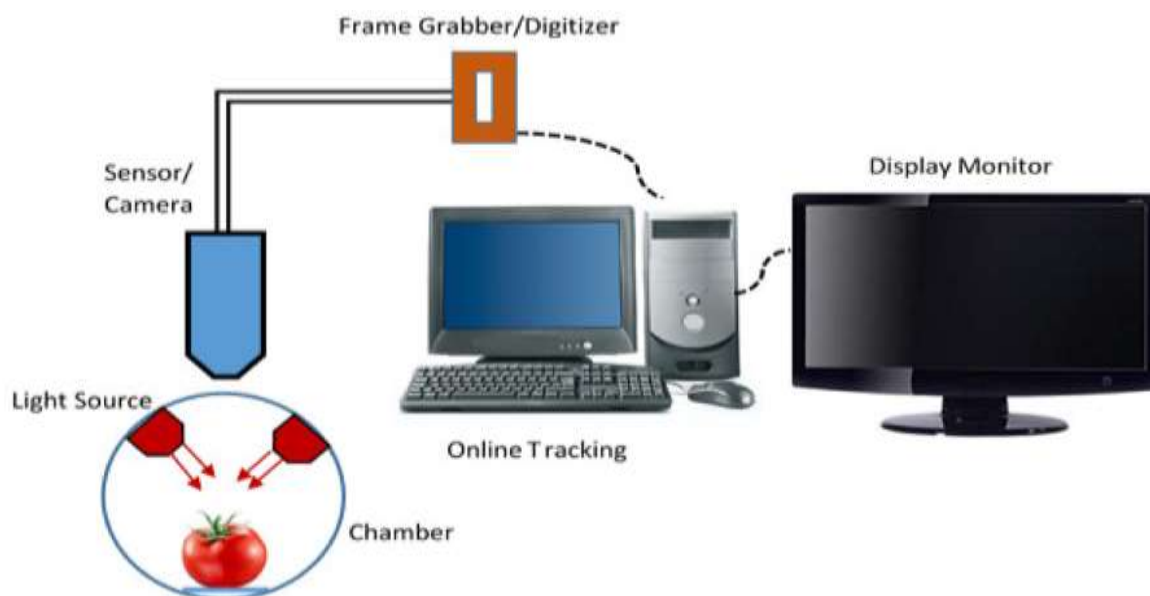 Frame Grabber/Digitizer
Sensor/
Camera
Display Monitor
Light Source
Online Tracking
Chamber